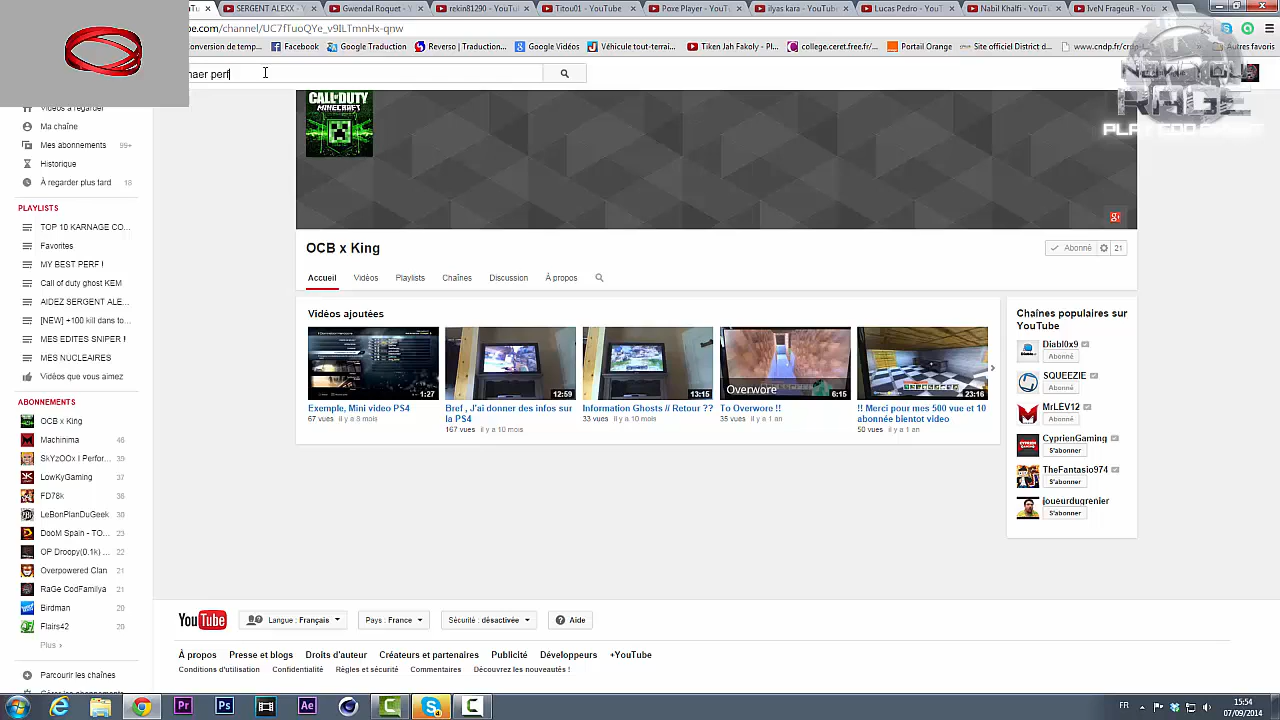 SERGENT ALEXX - Y
Gwendal Roquet - Y
rekin81290 - YouTub
Titou01 - YouTube
Poxe Player - YouTu
ilyas kara - YouTube
Lucas Pedro - YouTu
Nabil Khalfi - YouTu
IveN FrageuR - YouT
be.com/channel/UC7fTuoQYe_v9ILTmnHx-qnw
onversion de temp...
Facebook
Google Traduction
Reverso | Traduction...
Google Vidéos
Véhicule tout-terrai...
Tiken Jah Fakoly - Pl...
college.ceret.free.fr/...
Site officiel District d...
www.cndp.fr/crdp-l...
Autres favoris
naer perf
RAGE
Vidéos à regarder
Ma chaîne
Mes abonnements 99+
Historique
À regarder plus tard 18
PLAYLISTS
TOP 10 KARNAGE CO...
Favorites
MY BEST PERF !
Call of duty ghost KEM
AIDEZ SERGENT ALE...
[NEW] +100 kill dans to...
MES EDITES SNIPER !
MES NUCLEAIRES
Vidéos que vous aimez
ABONNEMENTS
OCB x King
Machinima 46
SkYzOOx l Perfor... 39
LowKyGaming 37
FD78k 36
LeBonPlanDuGeek 30
DooM Spain - TO... 23
OP Droopy(0.1k) ... 22
Overpowered Clan 21
RaGe CodFamilya 21
Birdman 20
Flairs42 20
Plus ›
Parcourir les chaînes
CALL OF DUTY
MINECRAFT
OCB x King
Abonné 21
Accueil Vidéos Playlists Chaînes Discussion À propos
Vidéos ajoutées
1:27
12:59
13:15
Overwore 6:15
23:16
Exemple, Mini video PS4
67 vues il y a 8 mois
Bref , J'ai donner des infos sur
la PS4
167 vues il y a 10 mois
Information Ghosts // Retour ??
33 vues il y a 10 mois
To Overwore !!
35 vues il y a 1 an
!! Merci pour mes 500 vue et 10
abonnée bientot video
50 vues il y a 1 an
Chaînes populaires sur
YouTube
Diabl0x9
Abonné
SQUEEZIE
Abonné
MrLEV12
Abonné
CyprienGaming
S'abonner
TheFantasio974
S'abonner
joueurdugrenier
S'abonner
YouTube
Langue : Français
Pays : France
Sécurité : désactivée
Aide
À propos Presse et blogs Droits d'auteur Créateurs et partenaires Publicité Développeurs +YouTube
Conditions d'utilisation Confidentialité Règles et sécurité Commentaires Découvrez les nouveautés !
Pr
Ps
Ae
FR
15:54
07/09/2014